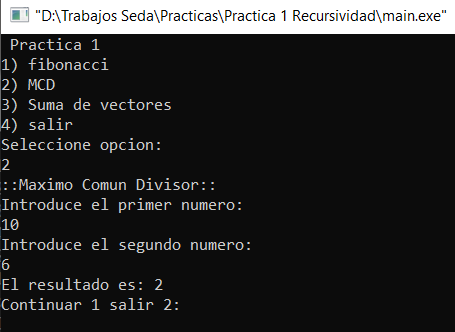 "D:\Trabajos Seda\Practicas\Practica 1 Recursividad\main.exe"
Practica 1
1) fibonacci
2) MCD
3) Suma de vectores
4) salir
Seleccione opcion:
2
::Maximo Comun Divisor::
Introduce el primer numero:
10
Introduce el segundo numero:
6
El resultado es: 2
Continuar 1 salir 2: